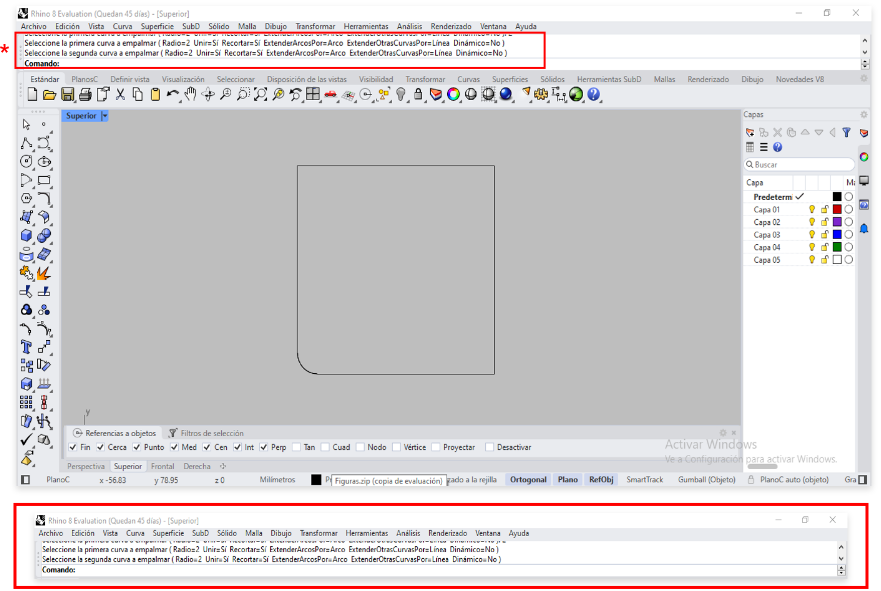 Rhino 8 Evaluation (Quedan 45 días) - [Superior]
Archivo Edición Vista Curva Superficie SubD Sólido Malla Dibujo Transformar Herramientas Análisis Renderizado Ventana Ayuda
Seleccione la primera curva a empalmar ( Radio=2 Unir=Sí Recortar=Sí ExtenderArcosPor=Arco ExtenderOtrasCurvasPor=Línea Dinámico=No )
* Seleccione la segunda curva a empalmar ( Radio=2 Unir=Sí Recortar=Sí ExtenderArcosPor=Arco ExtenderOtrasCurvasPor=Línea Dinámico=No )
Comando:
Estándar PlanosC Definir vista Visualización Seleccionar Disposición de las vistas Visibilidad Transformar Curvas Superficies Sólidos Herramientas SubD Mallas Renderizado Dibujo Novedades V8
Superior
Capas
Buscar
Capa
Predetermi
Capa 01
Capa 02
Capa 03
Capa 04
Capa 05
y
Referencias a objetos Filtros de selección
Fin Cerca Punto Med Cen Int Perp Tan Cuad Nodo Vértice Proyectar Desactivar
Activar Windows
Ve a Configuración para activar Windows.
Perspectiva Superior Frontal Derecha
PlanoC x -56.83 y 78.95 z 0 Milímetros Figuras.zip (copia de evaluación) a la rejilla Ortogonal Plano RefObj SmartTrack Gumball (Objeto) PlanoC auto (objeto) Gra
Rhino 8 Evaluation (Quedan 45 días) - [Superior]
Archivo Edición Vista Curva Superficie SubD Sólido Malla Dibujo Transformar Herramientas Análisis Renderizado Ventana Ayuda
Seleccione la primera curva a empalmar ( Radio=2 Unir=Sí Recortar=Sí ExtenderArcosPor=Arco ExtenderOtrasCurvasPor=Línea Dinámico=No )
Seleccione la segunda curva a empalmar ( Radio=2 Unir=Sí Recortar=Sí ExtenderArcosPor=Arco ExtenderOtrasCurvasPor=Línea Dinámico=No )
Comando: